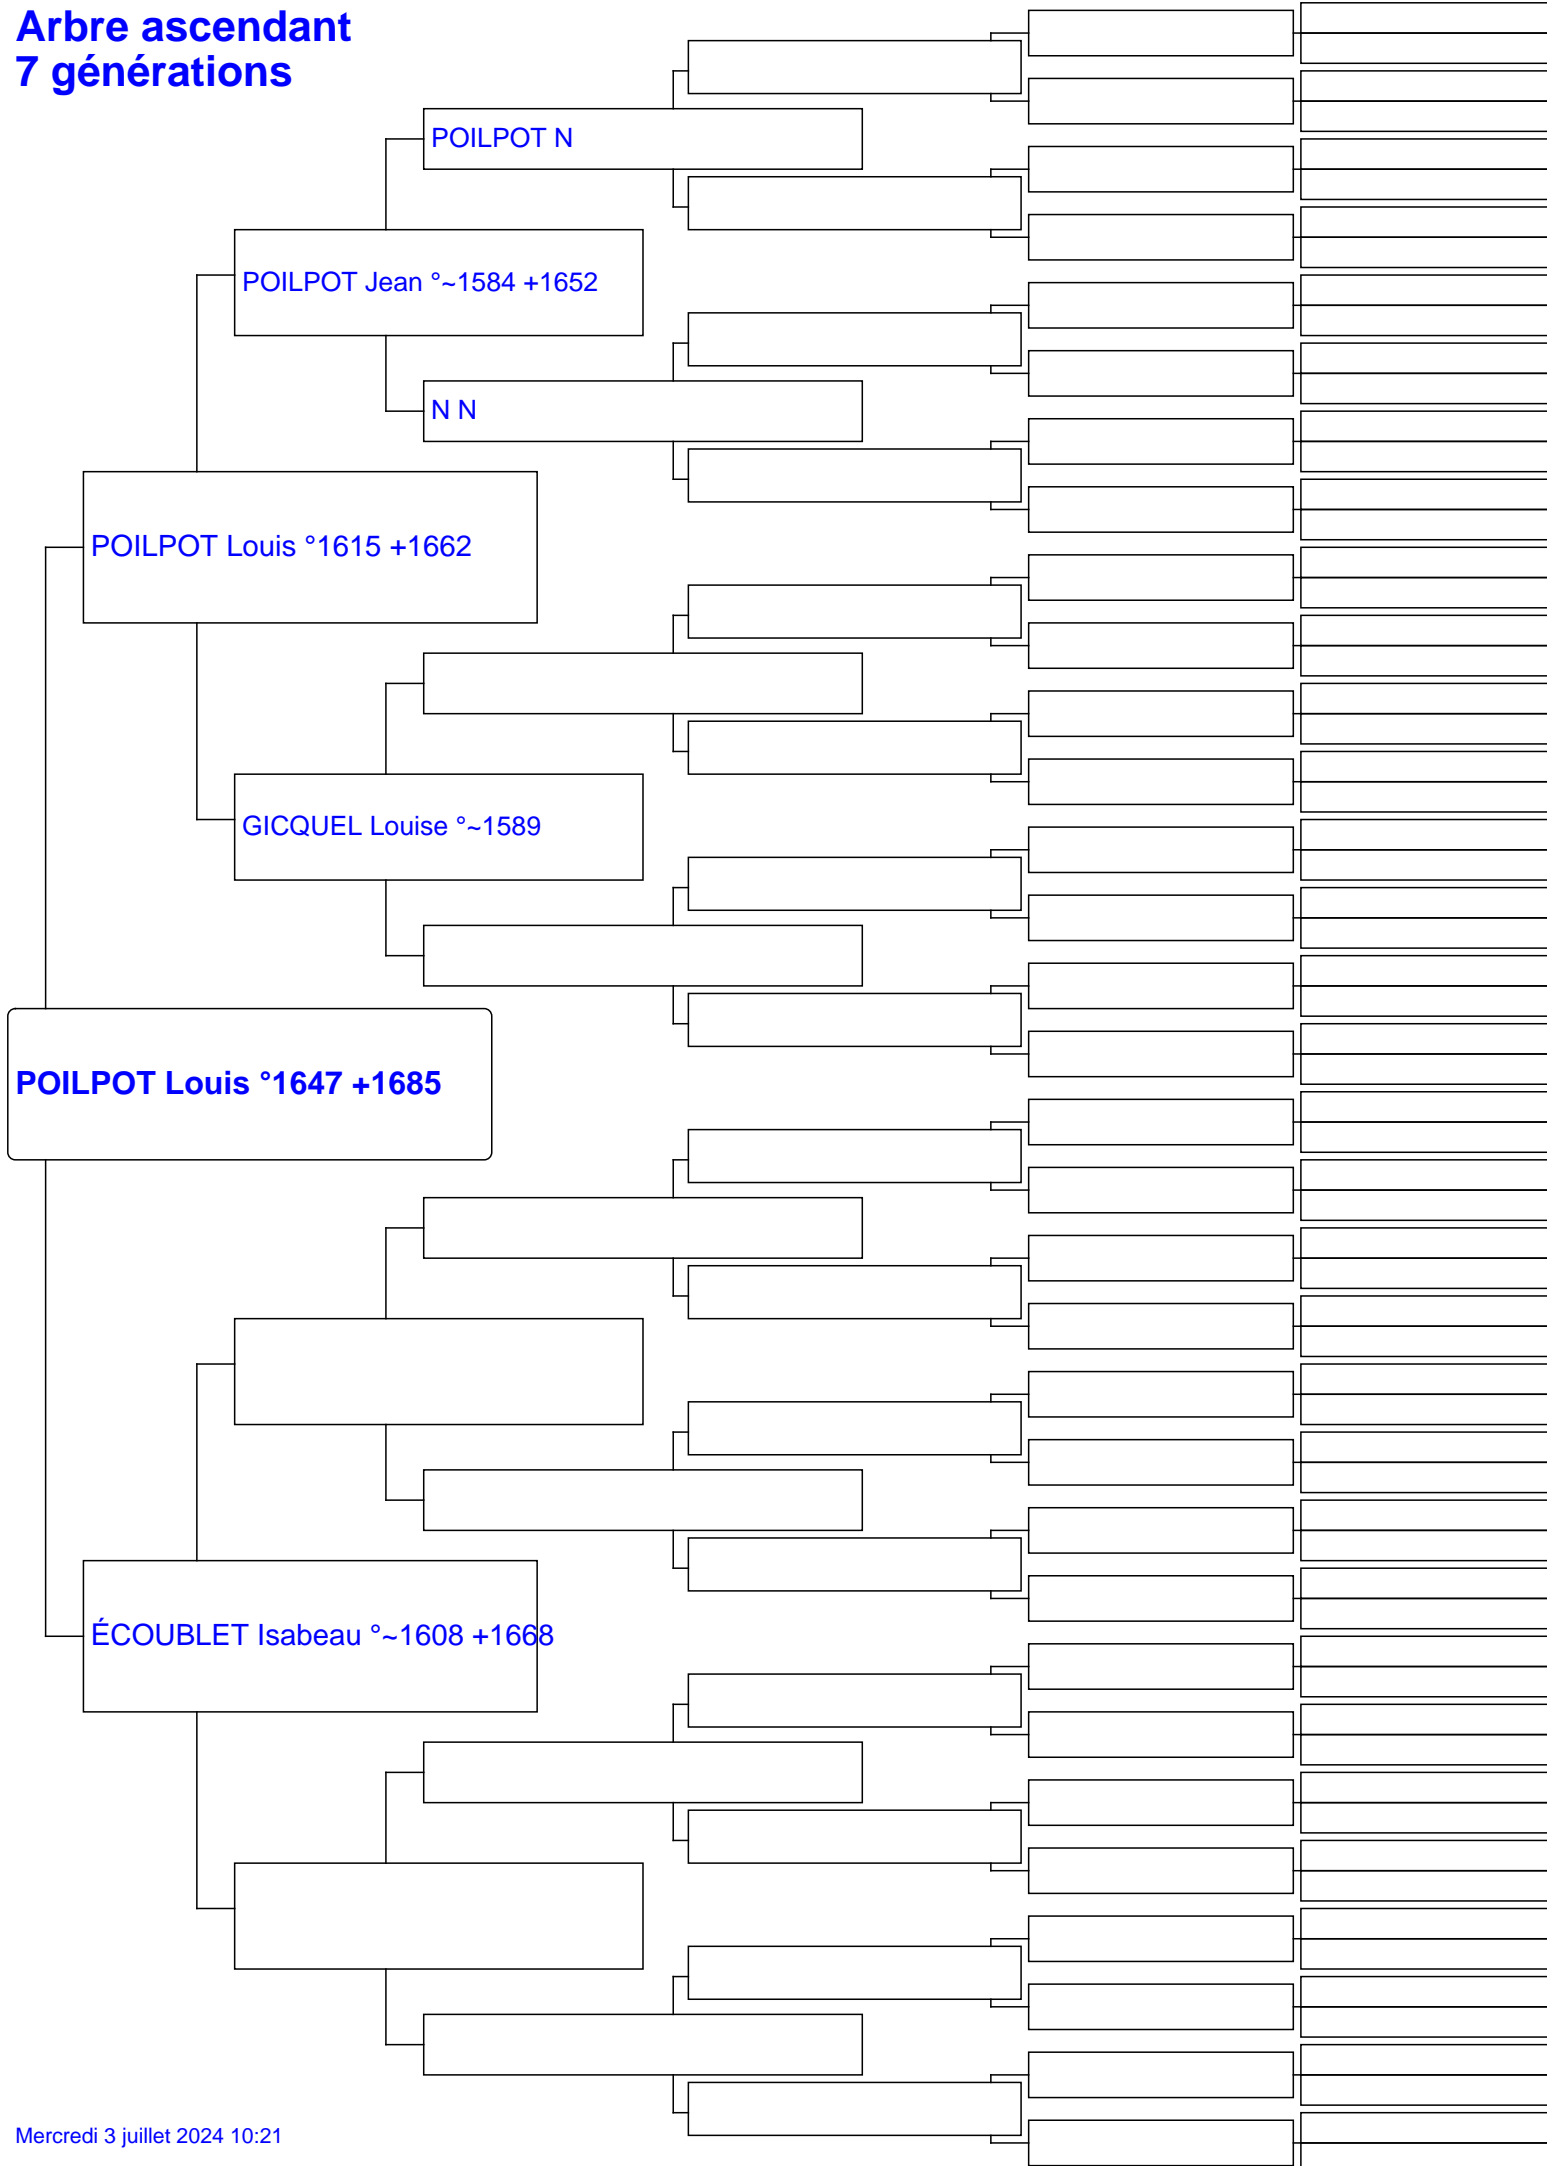 Arbre ascendant
7 générations
POILPOT N
POILPOT Jean °~1584 +1652
N N
POILPOT Louis °1615 +1662
GICQUEL Louise °~1589
POILPOT Louis °1647 +1685
ÉCOUBLET Isabeau °~1608 +1668
Mercredi 3 juillet 2024 10:21